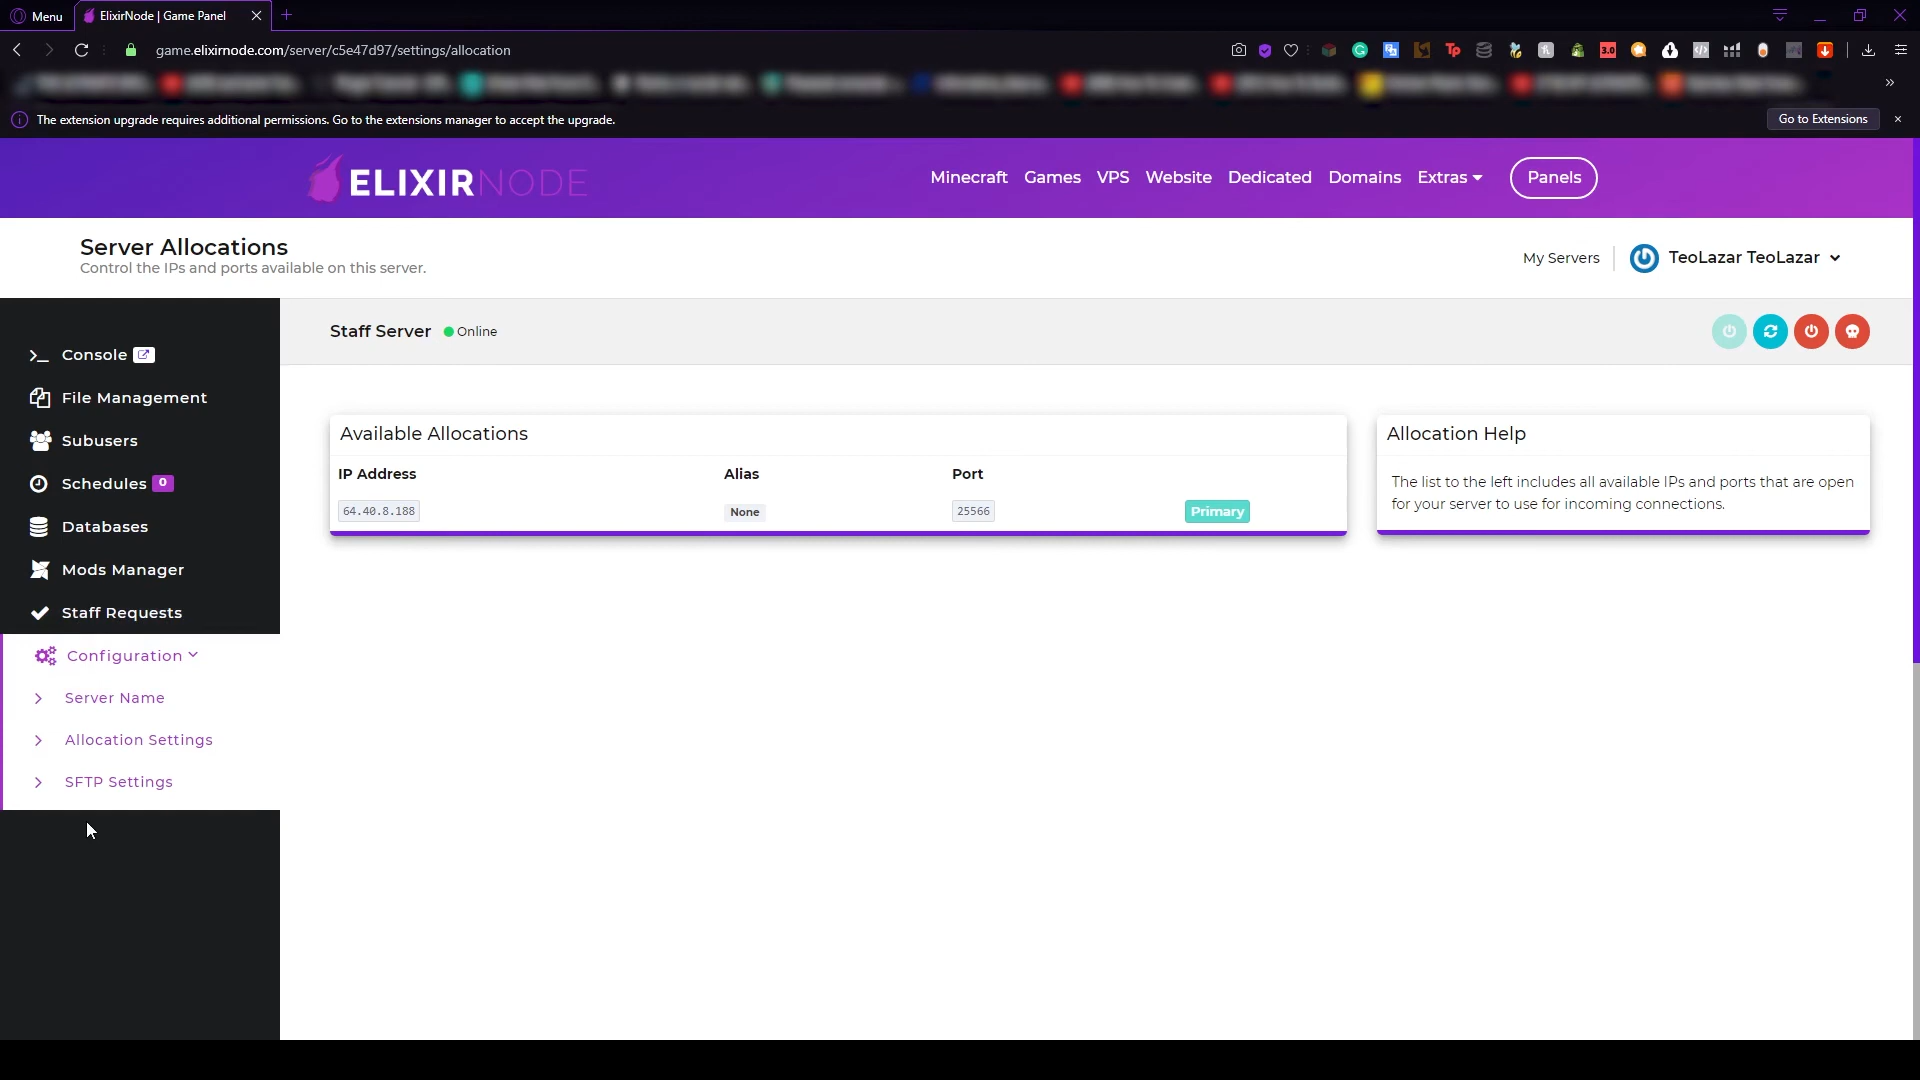 Menu
ElixirNode | Game Panel
game.elixirnode.com/server/c5e47d97/settings/allocation
3.0
The extension upgrade requires additional permissions. Go to the extensions manager to accept the upgrade.
Go to Extensions
ELIXIRNODE
Minecraft Games VPS Website Dedicated Domains Extras Panels
Server Allocations
Control the IPs and ports available on this server.
My Servers
TeoLazar TeoLazar
Staff Server Online
Console
File Management
Subusers
Schedules 0
Databases
Mods Manager
Staff Requests
Configuration
Server Name
Allocation Settings
SFTP Settings
Available Allocations
IP Address Alias Port
64.40.8.188 None 25566 Primary
Allocation Help
The list to the left includes all available IPs and ports that are open
for your server to use for incoming connections.